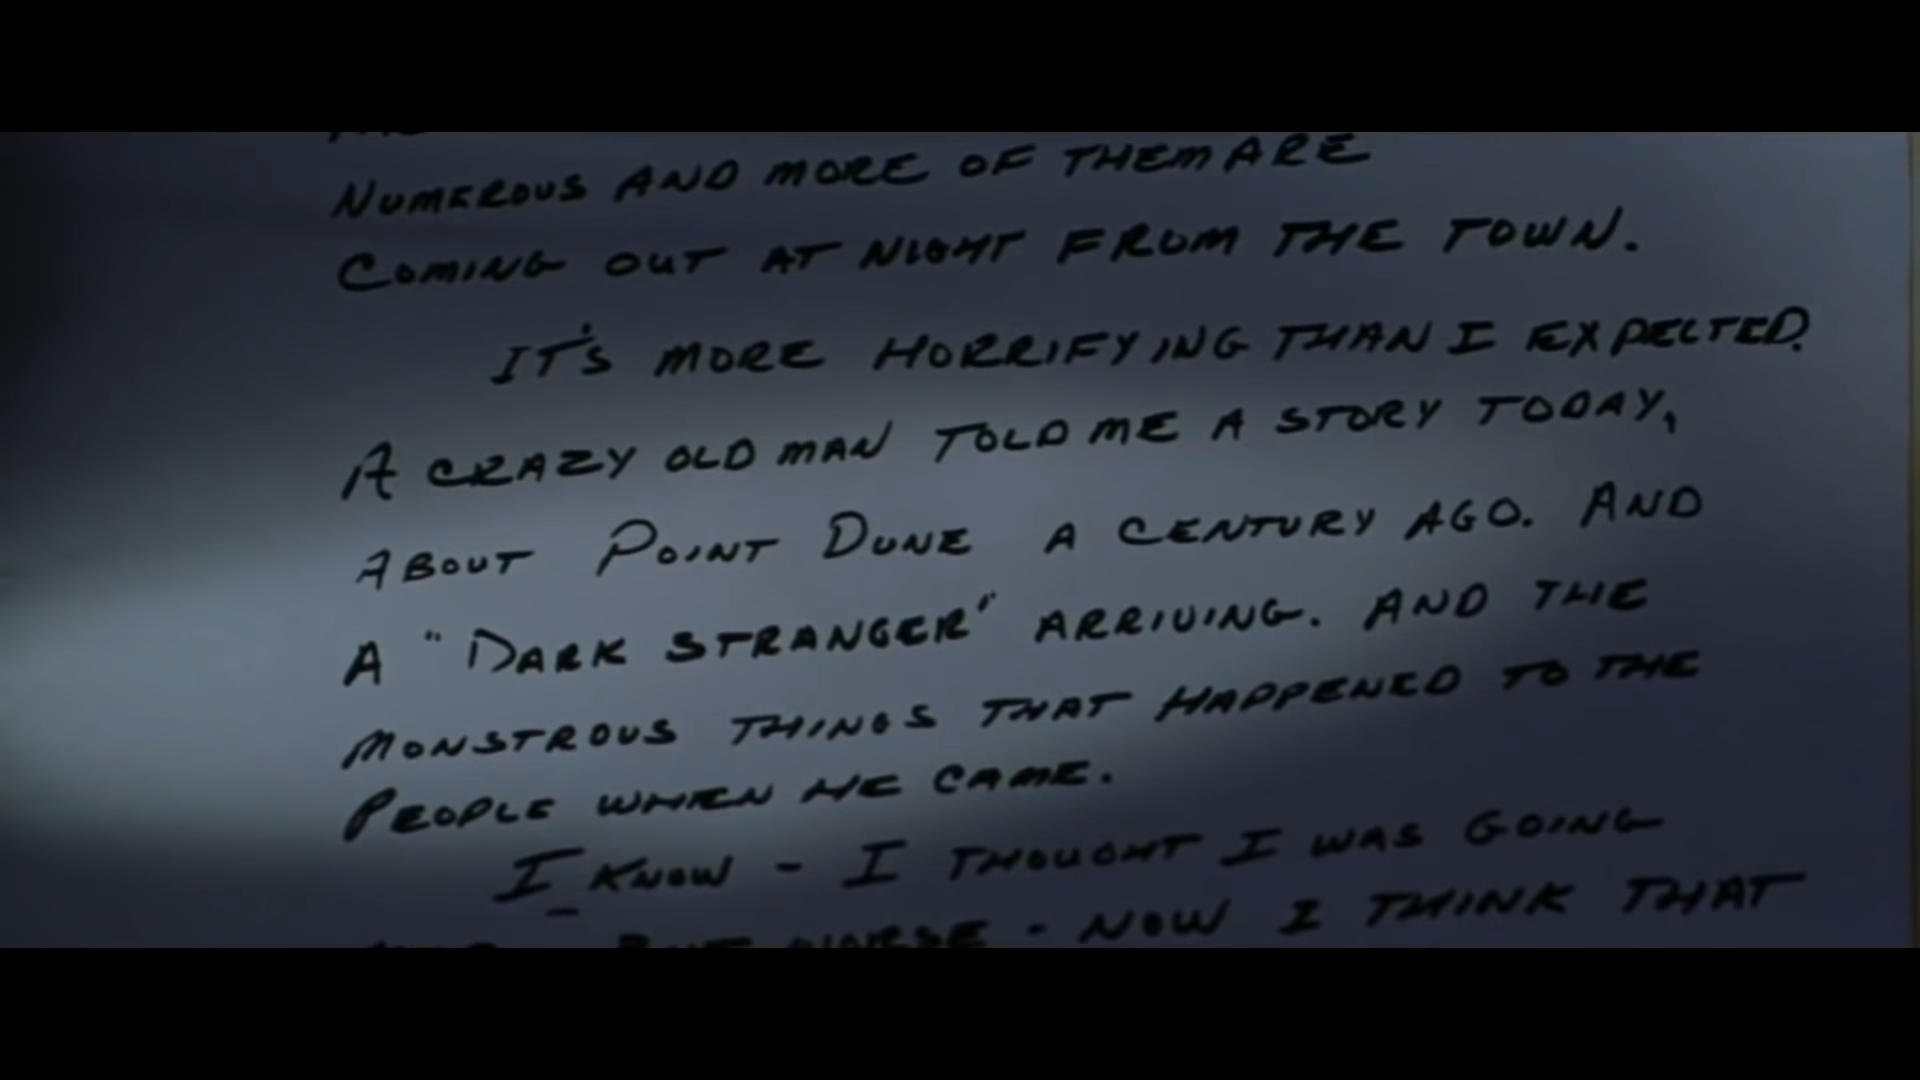 NUMEROUS AND MORE OF THEM ARE
COMING OUT AT NIGHT FROM THE TOWN.
IT'S MORE HORRIFYING THAN I EXPECTED.
A CRAZY OLD MAN TOLD ME A STORY TODAY,
ABOUT POINT DUNE A CENTURY AGO. AND
A "DARK STRANGER" ARRIVING. AND THE
MONSTROUS THINGS THAT HAPPENED TO THE
PEOPLE WHEN HE CAME.
I KNOW - I THOUGHT I WAS GOING
BUT WORSE - NOW I THINK THAT